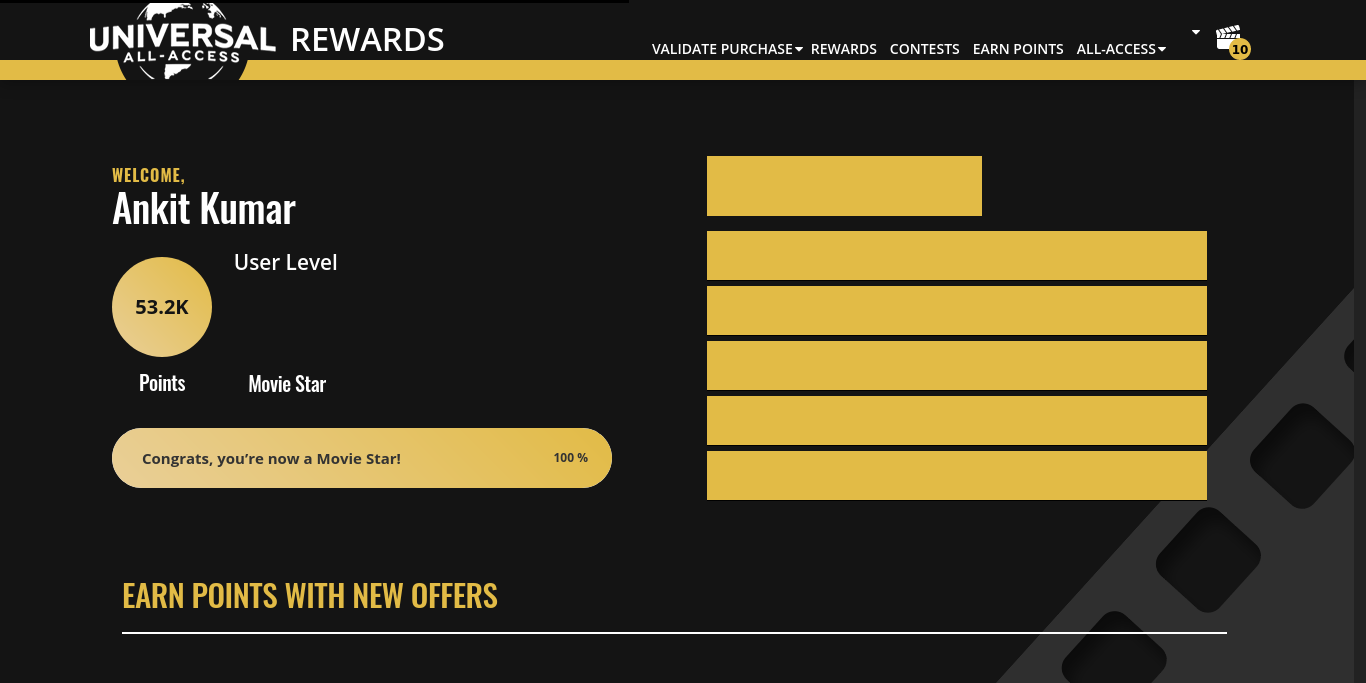 UNIVERSAL
ALL-ACCESS
REWARDS
VALIDATE PURCHASE REWARDS CONTESTS EARN POINTS ALL-ACCESS
10
WELCOME,
Ankit Kumar
User Level
53.2K
Points
Movie Star
Congrats, you’re now a Movie Star! 100 %
EARN POINTS WITH NEW OFFERS